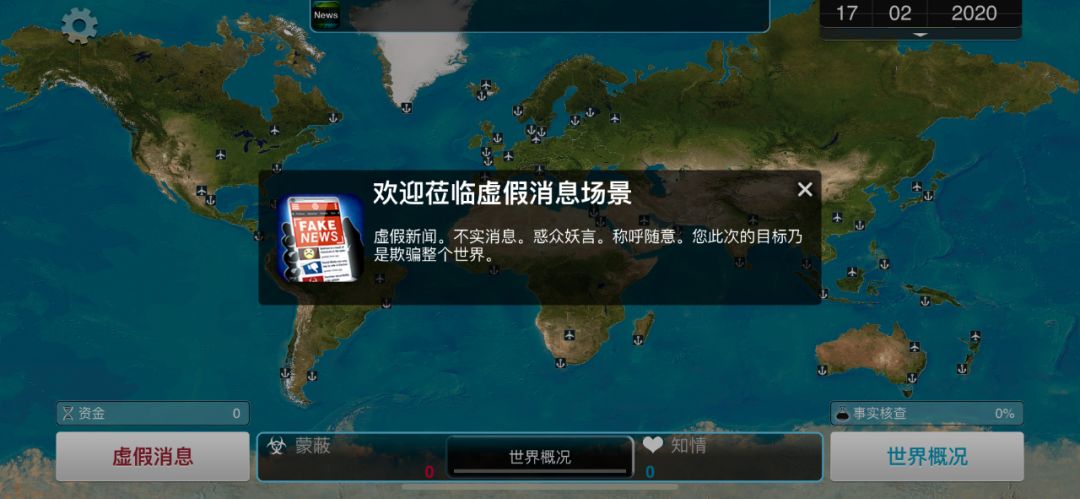 News
17 02 2020
欢迎莅临虚假消息场景
FAKE
NEWS
虚假新闻。不实消息。惑众妖言。称呼随意。您此次的目标乃
是欺骗整个世界。
资金 0
事实核查 0%
虚假消息
蒙蔽
0
世界概况
知情
0
世界概况